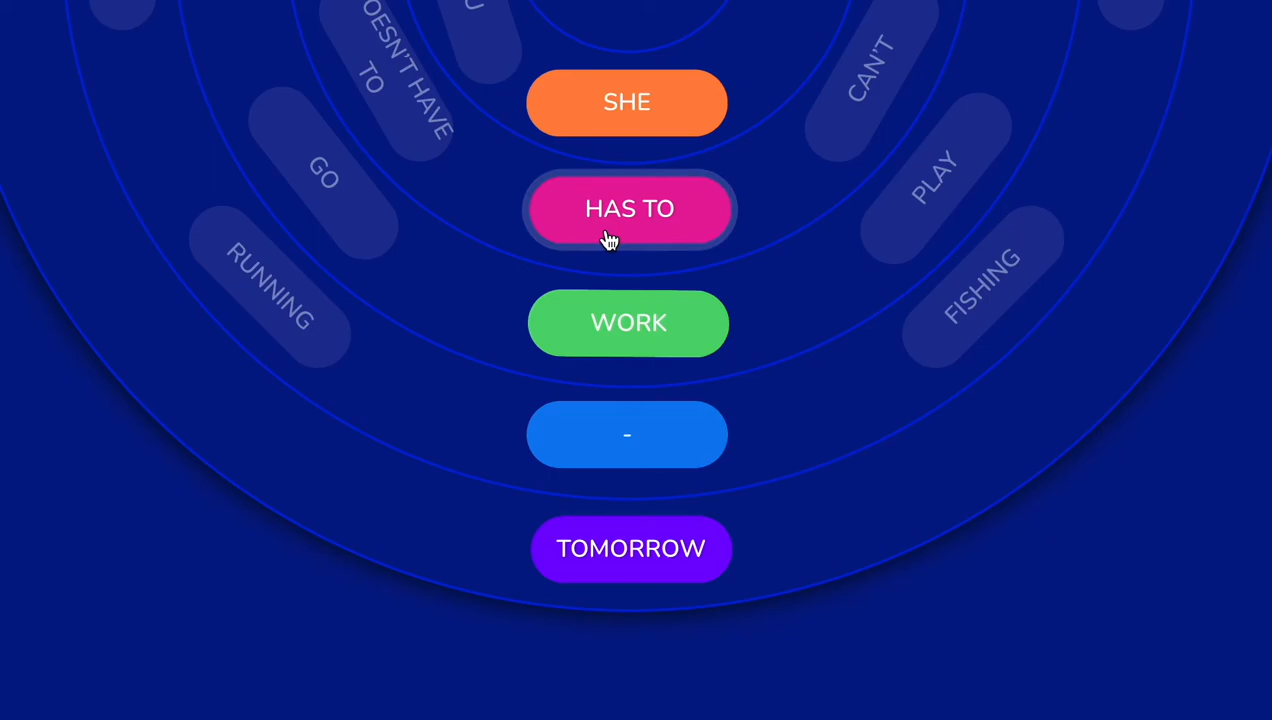 SHE
HAS TO
WORK
-
TOMORROW
TO
GO
RUNNING
CAN'T
PLAY
FISHING